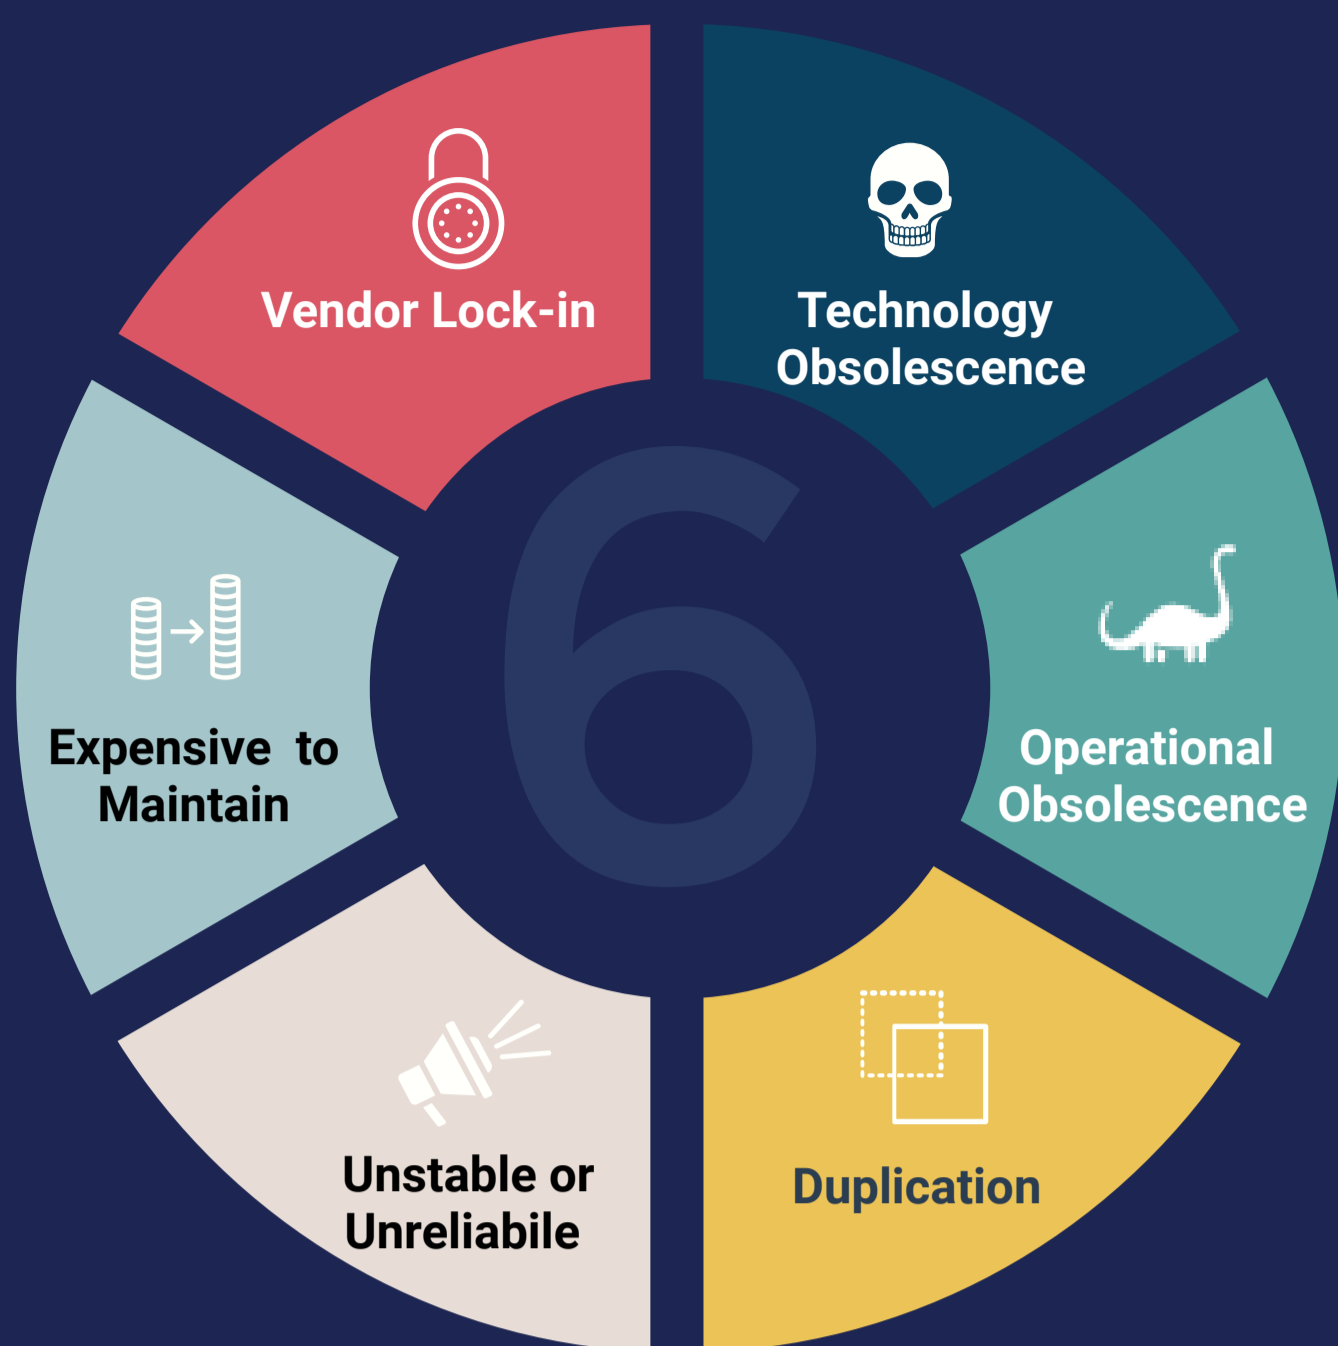 Vendor Lock-in
Technology
Obsolescence
Operational
Obsolescence
Duplication
Unstable or
Unreliabile
Expensive  to
Maintain
6